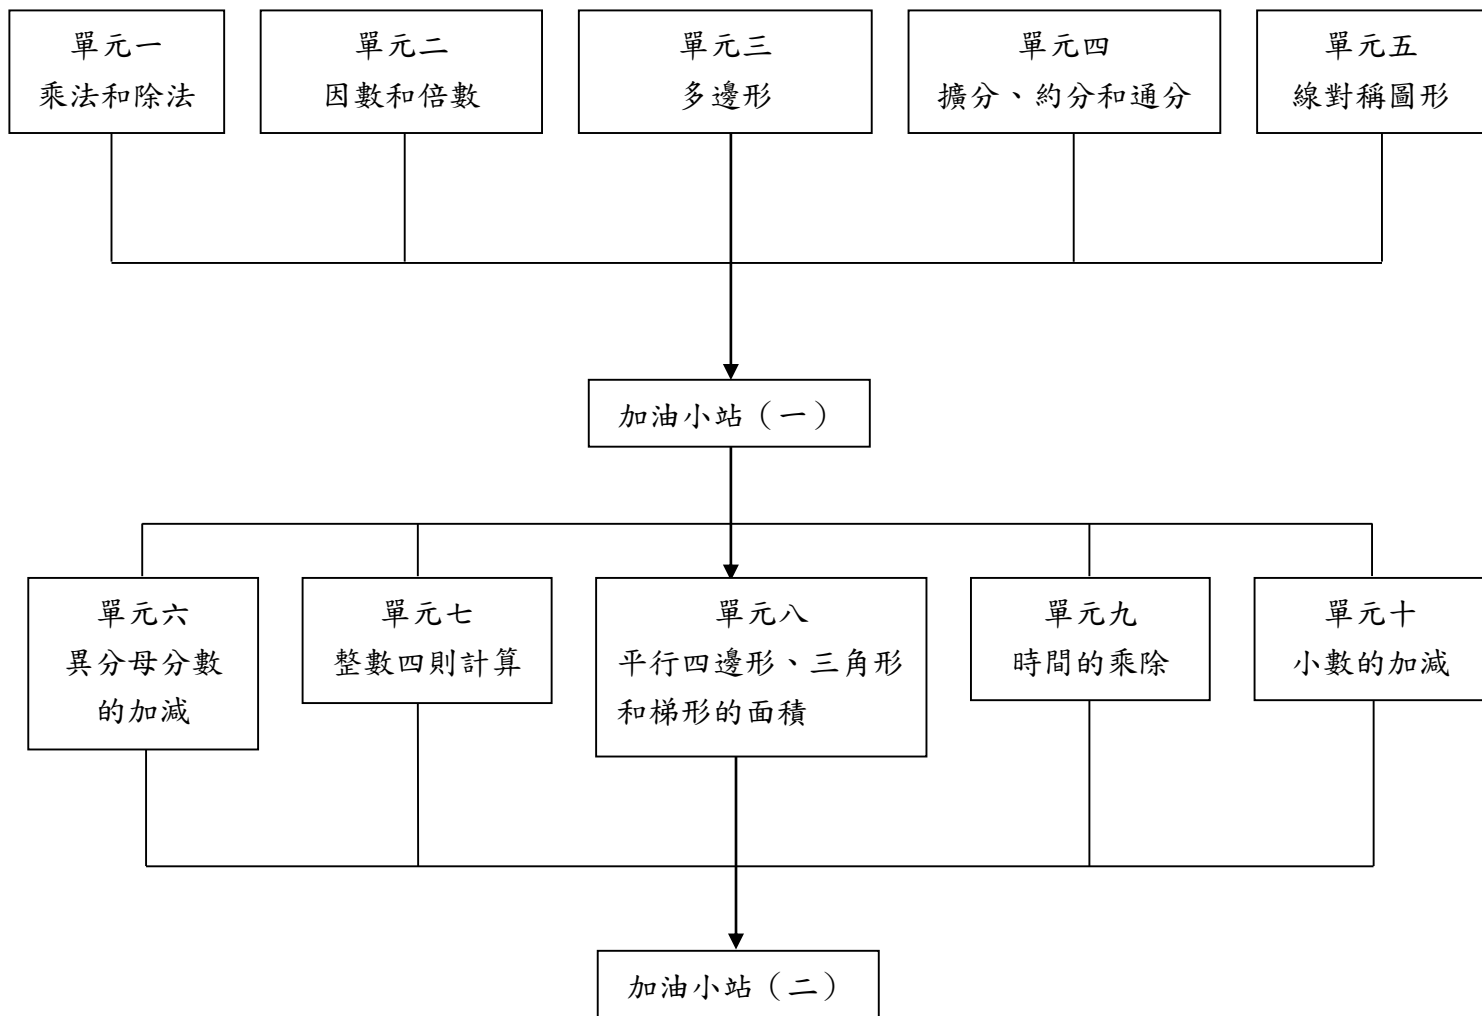 單元一
乘法和除法
單元二
因數和倍數
單元三
多邊形
單元四
擴分、約分和通分
單元五
線對稱圖形
加油小站（一）
單元六
異分母分數
的加減
單元七
整數四則計算
單元八
平行四邊形、三角形
和梯形的面積
單元九
時間的乘除
單元十
小數的加減
加油小站（二）